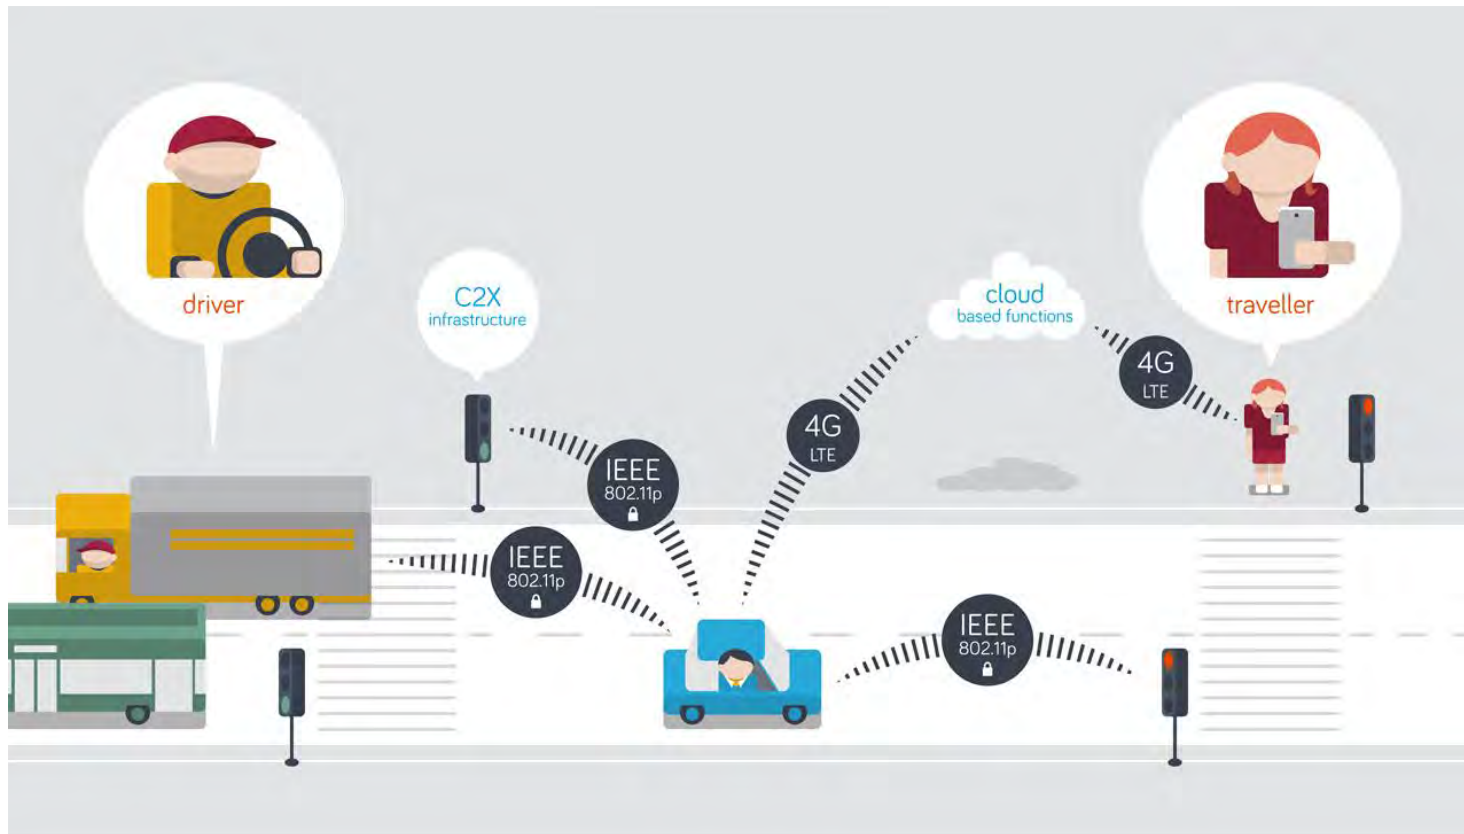 driver
C2X
infrastructure
cloud
based functions
traveller
4G
LTE
4G
LTE
IEEE
802.11p
IEEE
802.11p
IEEE
802.11p